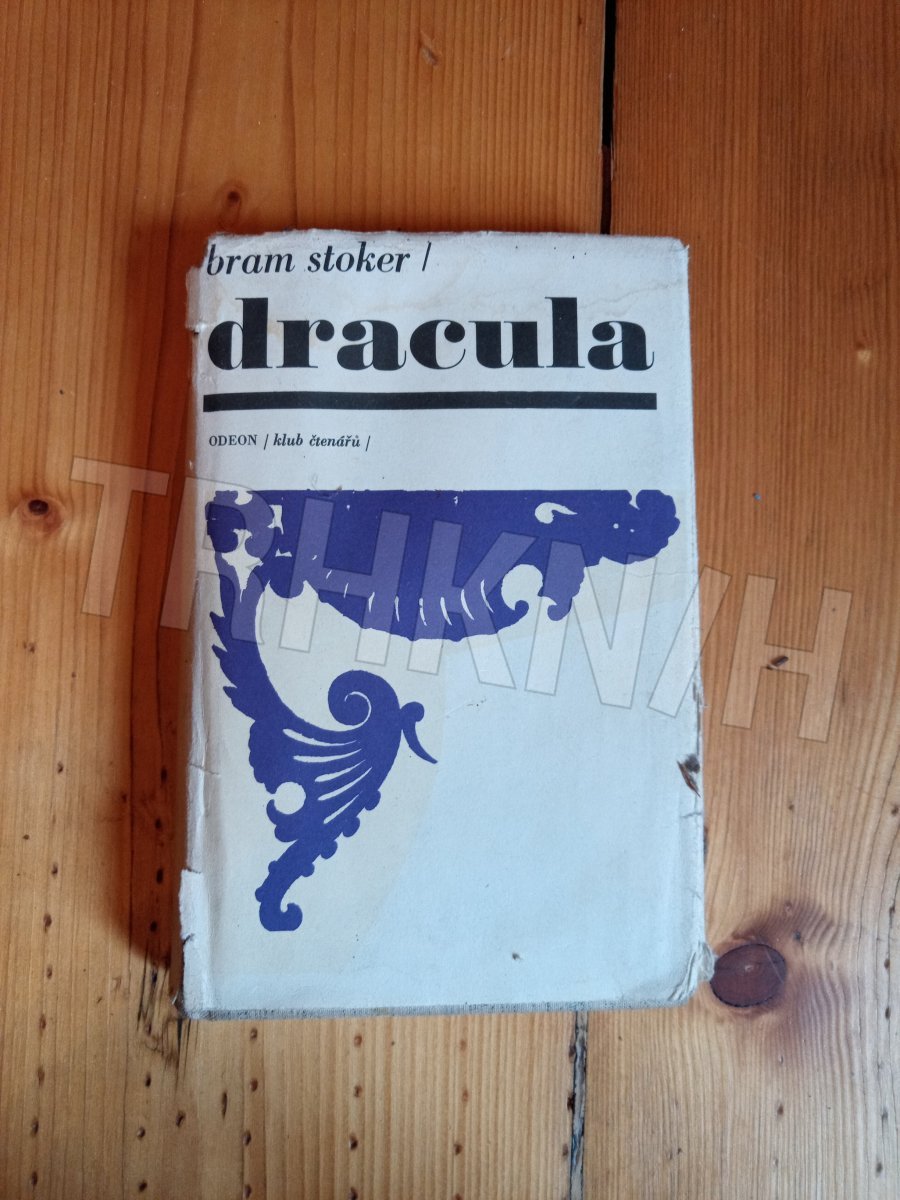 bram stoker /
dracula
ODEON / klub čtenářů /
TRHKNIH